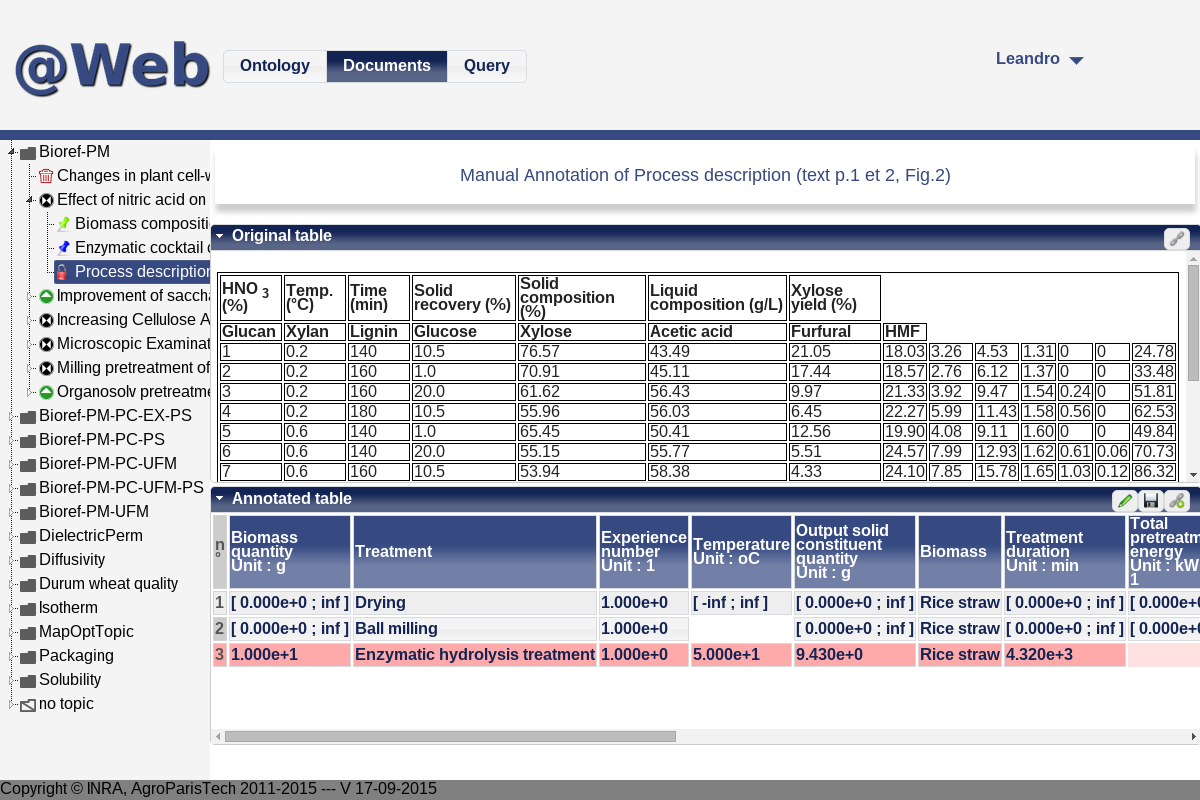 @Web
Ontology Documents Query
Leandro
Bioref-PM
Changes in plant cell-w
Effect of nitric acid on
Biomass compositi
Enzymatic cocktail
Process description
Improvement of saccha
Increasing Cellulose A
Microscopic Examinat
Milling pretreatment of
Organosolv pretreatme
Bioref-PM-PC-EX-PS
Bioref-PM-PC-PS
Bioref-PM-PC-UFM
Bioref-PM-PC-UFM-PS
Bioref-PM-UFM
DielectricPerm
Diffusivity
Durum wheat quality
Isotherm
MapOptTopic
Packaging
Solubility
no topic
Manual Annotation of Process description (text p.1 et 2, Fig.2)
Original table
HNO 3 (%) Temp. (°C) Time (min) Solid recovery (%) Solid composition (%) Liquid composition (g/L) Xylose yield (%)
Glucan Xylan Lignin Glucose Xylose Acetic acid Furfural HMF
1 0.2 140 10.5 76.57 43.49 21.05 18.03 3.26 4.53 1.31 0 0 24.78
2 0.2 160 1.0 70.91 45.11 17.44 18.57 2.76 6.12 1.37 0 0 33.48
3 0.2 160 20.0 61.62 56.43 9.97 21.33 3.92 9.47 1.54 0.24 0 51.81
4 0.2 180 10.5 55.96 56.03 6.45 22.27 5.99 11.43 1.58 0.56 0 62.53
5 0.6 140 1.0 65.45 50.41 12.56 19.90 4.08 9.11 1.60 0 0 49.84
6 0.6 140 20.0 55.15 55.77 5.51 24.57 7.99 12.93 1.62 0.61 0.06 70.73
7 0.6 160 10.5 53.94 58.38 4.33 24.10 7.85 15.78 1.65 1.03 0.12 86.32
Annotated table
n° Biomass quantity Unit : g Treatment Experience number Unit : 1 Temperature Unit : oC Output solid constituent quantity Unit : g Biomass Treatment duration Unit : min Total pretreatm energy Unit : kW 1
1 [ 0.000e+0 ; inf ] Drying 1.000e+0 [ -inf ; inf ] [ 0.000e+0 ; inf ] Rice straw [ 0.000e+0 ; inf ] [ 0.000e+0
2 [ 0.000e+0 ; inf ] Ball milling 1.000e+0 [ 0.000e+0 ; inf ] Rice straw [ 0.000e+0 ; inf ] [ 0.000e+0
3 1.000e+1 Enzymatic hydrolysis treatment 1.000e+0 5.000e+1 9.430e+0 Rice straw 4.320e+3
Copyright © INRA, AgroParisTech 2011-2015 --- V 17-09-2015